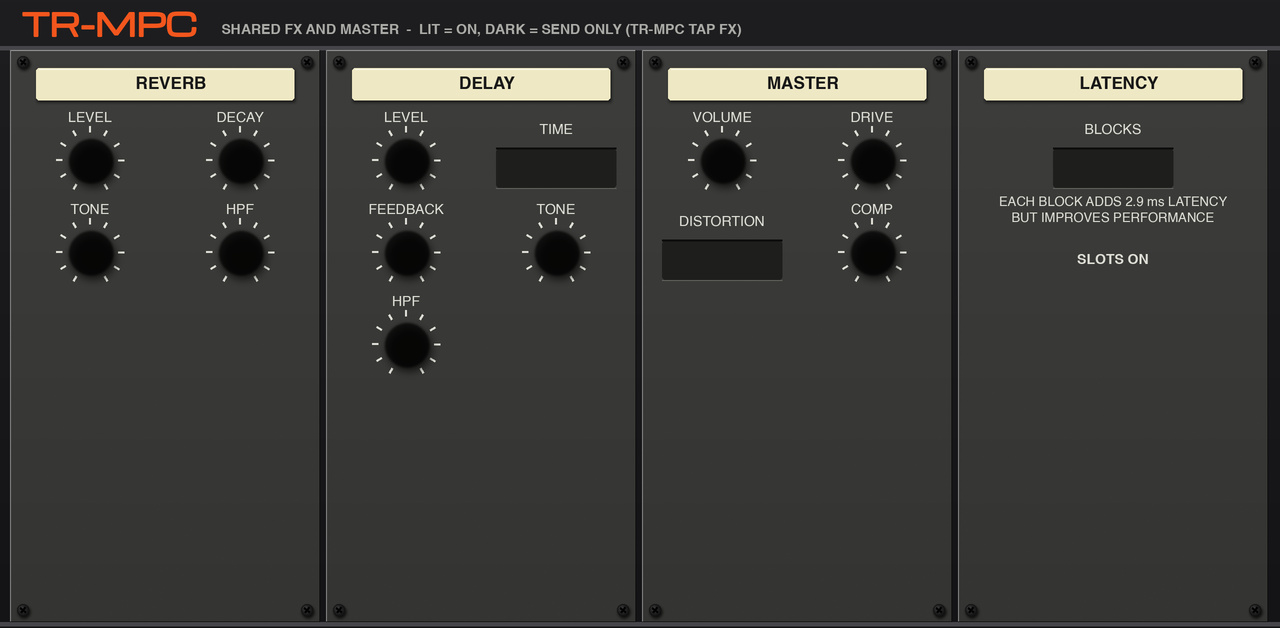 TR-MPC
SHARED FX AND MASTER - LIT = ON, DARK = SEND ONLY (TR-MPC TAP FX)
REVERB
LEVEL
DECAY
TONE
HPF
DELAY
LEVEL
TIME
FEEDBACK
TONE
HPF
MASTER
VOLUME
DRIVE
DISTORTION
COMP
LATENCY
BLOCKS
EACH BLOCK ADDS 2.9 ms LATENCY
BUT IMPROVES PERFORMANCE
SLOTS ON